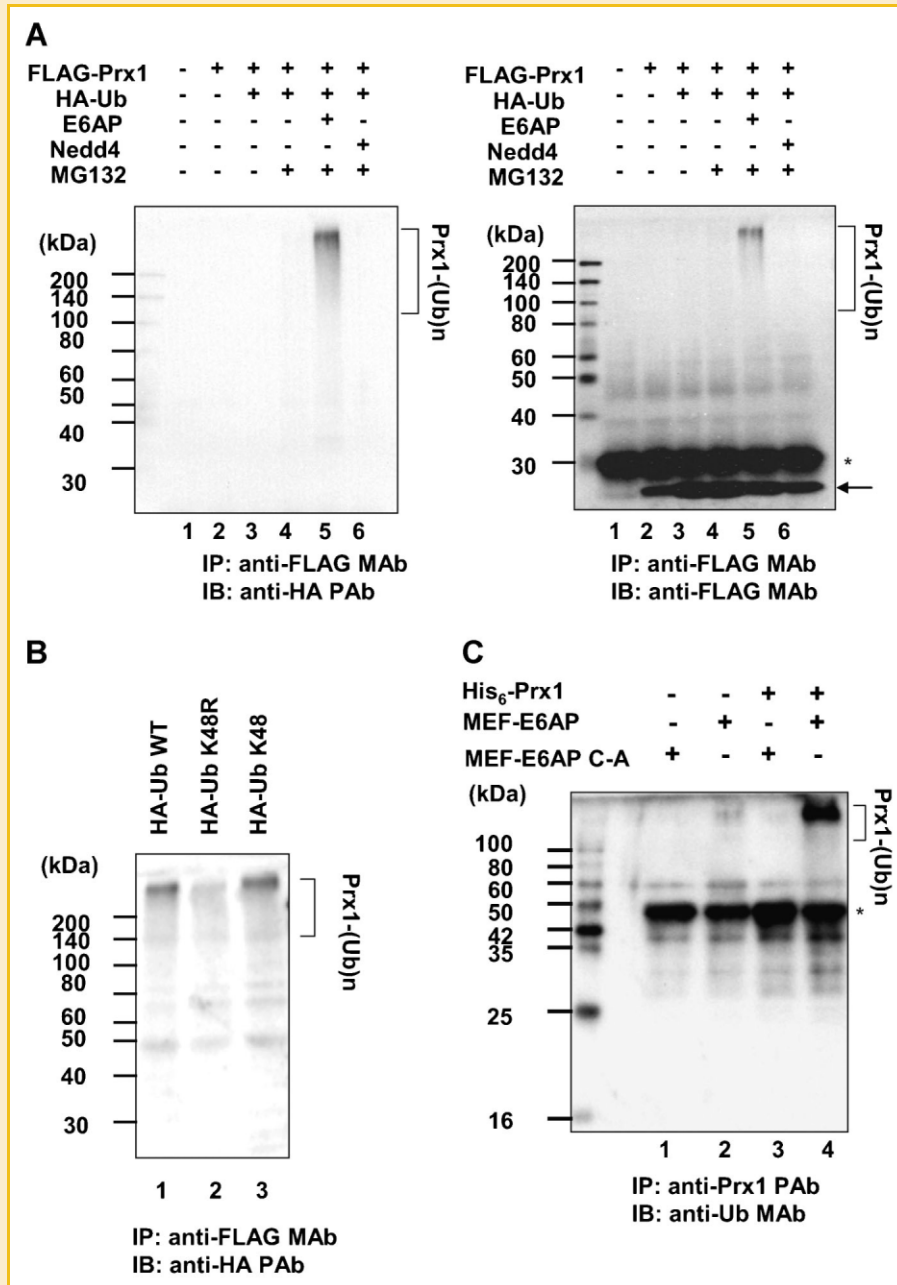 A
FLAG-Prx1 - + + + + +
HA-Ub - - + + + +
E6AP - - - - + -
Nedd4 - - - - - +
MG132 - - - + + +
(kDa)
200
140
100
80
60
50
40
30
Prx1-(Ub)n
1 2 3 4 5 6
IP: anti-FLAG MAb
IB: anti-HA PAb
FLAG-Prx1 - + + + + +
HA-Ub - - + + + +
E6AP - - - - + -
Nedd4 - - - - - +
MG132 - - - + + +
(kDa)
200
140
100
80
60
50
40
30
Prx1-(Ub)n
*
1 2 3 4 5 6
IP: anti-FLAG MAb
IB: anti-FLAG MAb
B
HA-Ub WT
HA-Ub K48R
HA-Ub K48
(kDa)
200
140
100
80
60
50
40
30
Prx1-(Ub)n
1 2 3
IP: anti-FLAG MAb
IB: anti-HA PAb
C
His6-Prx1 - - + +
MEF-E6AP - + - +
MEF-E6AP C-A + - + -
(kDa)
100
80
60
50
42
35
25
16
Prx1-(Ub)n
*
1 2 3 4
IP: anti-Prx1 PAb
IB: anti-Ub MAb